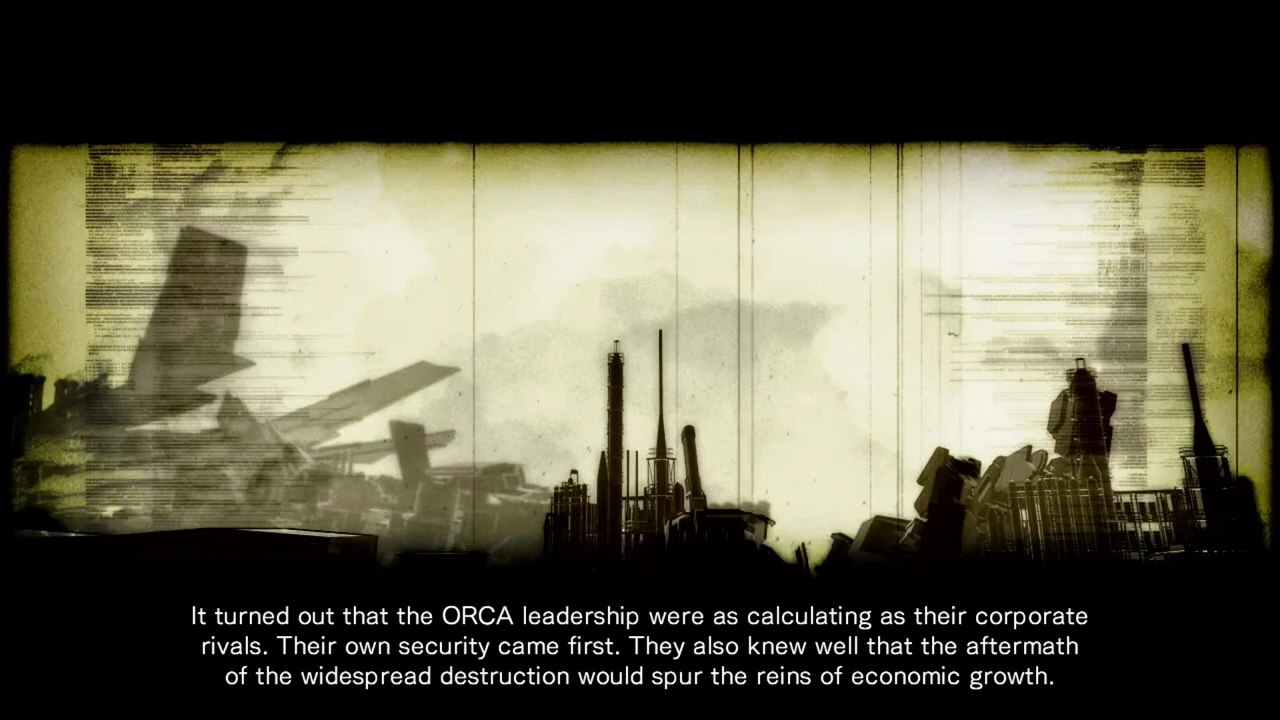 It turned out that the ORCA leadership were as calculating as their corporate
rivals. Their own security came first. They also knew well that the aftermath
of the widespread destruction would spur the reins of economic growth.